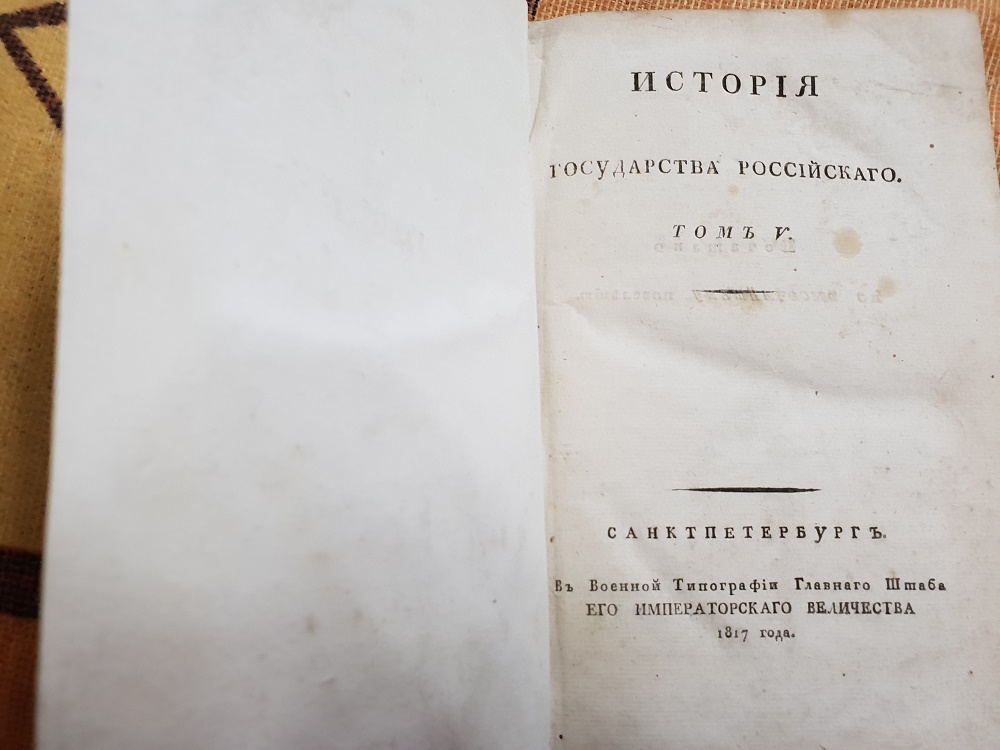 ИСТОРІЯ
ГОСУДАРСТВА РОССІЙСКАГО.
ТОМЪ V.
САНКТПЕТЕРБУРГЪ.
Въ Военной Типографіи Главнаго Штаба
ЕГО ИМПЕРАТОРСКАГО ВЕЛИЧЕСТВА
1817 года.